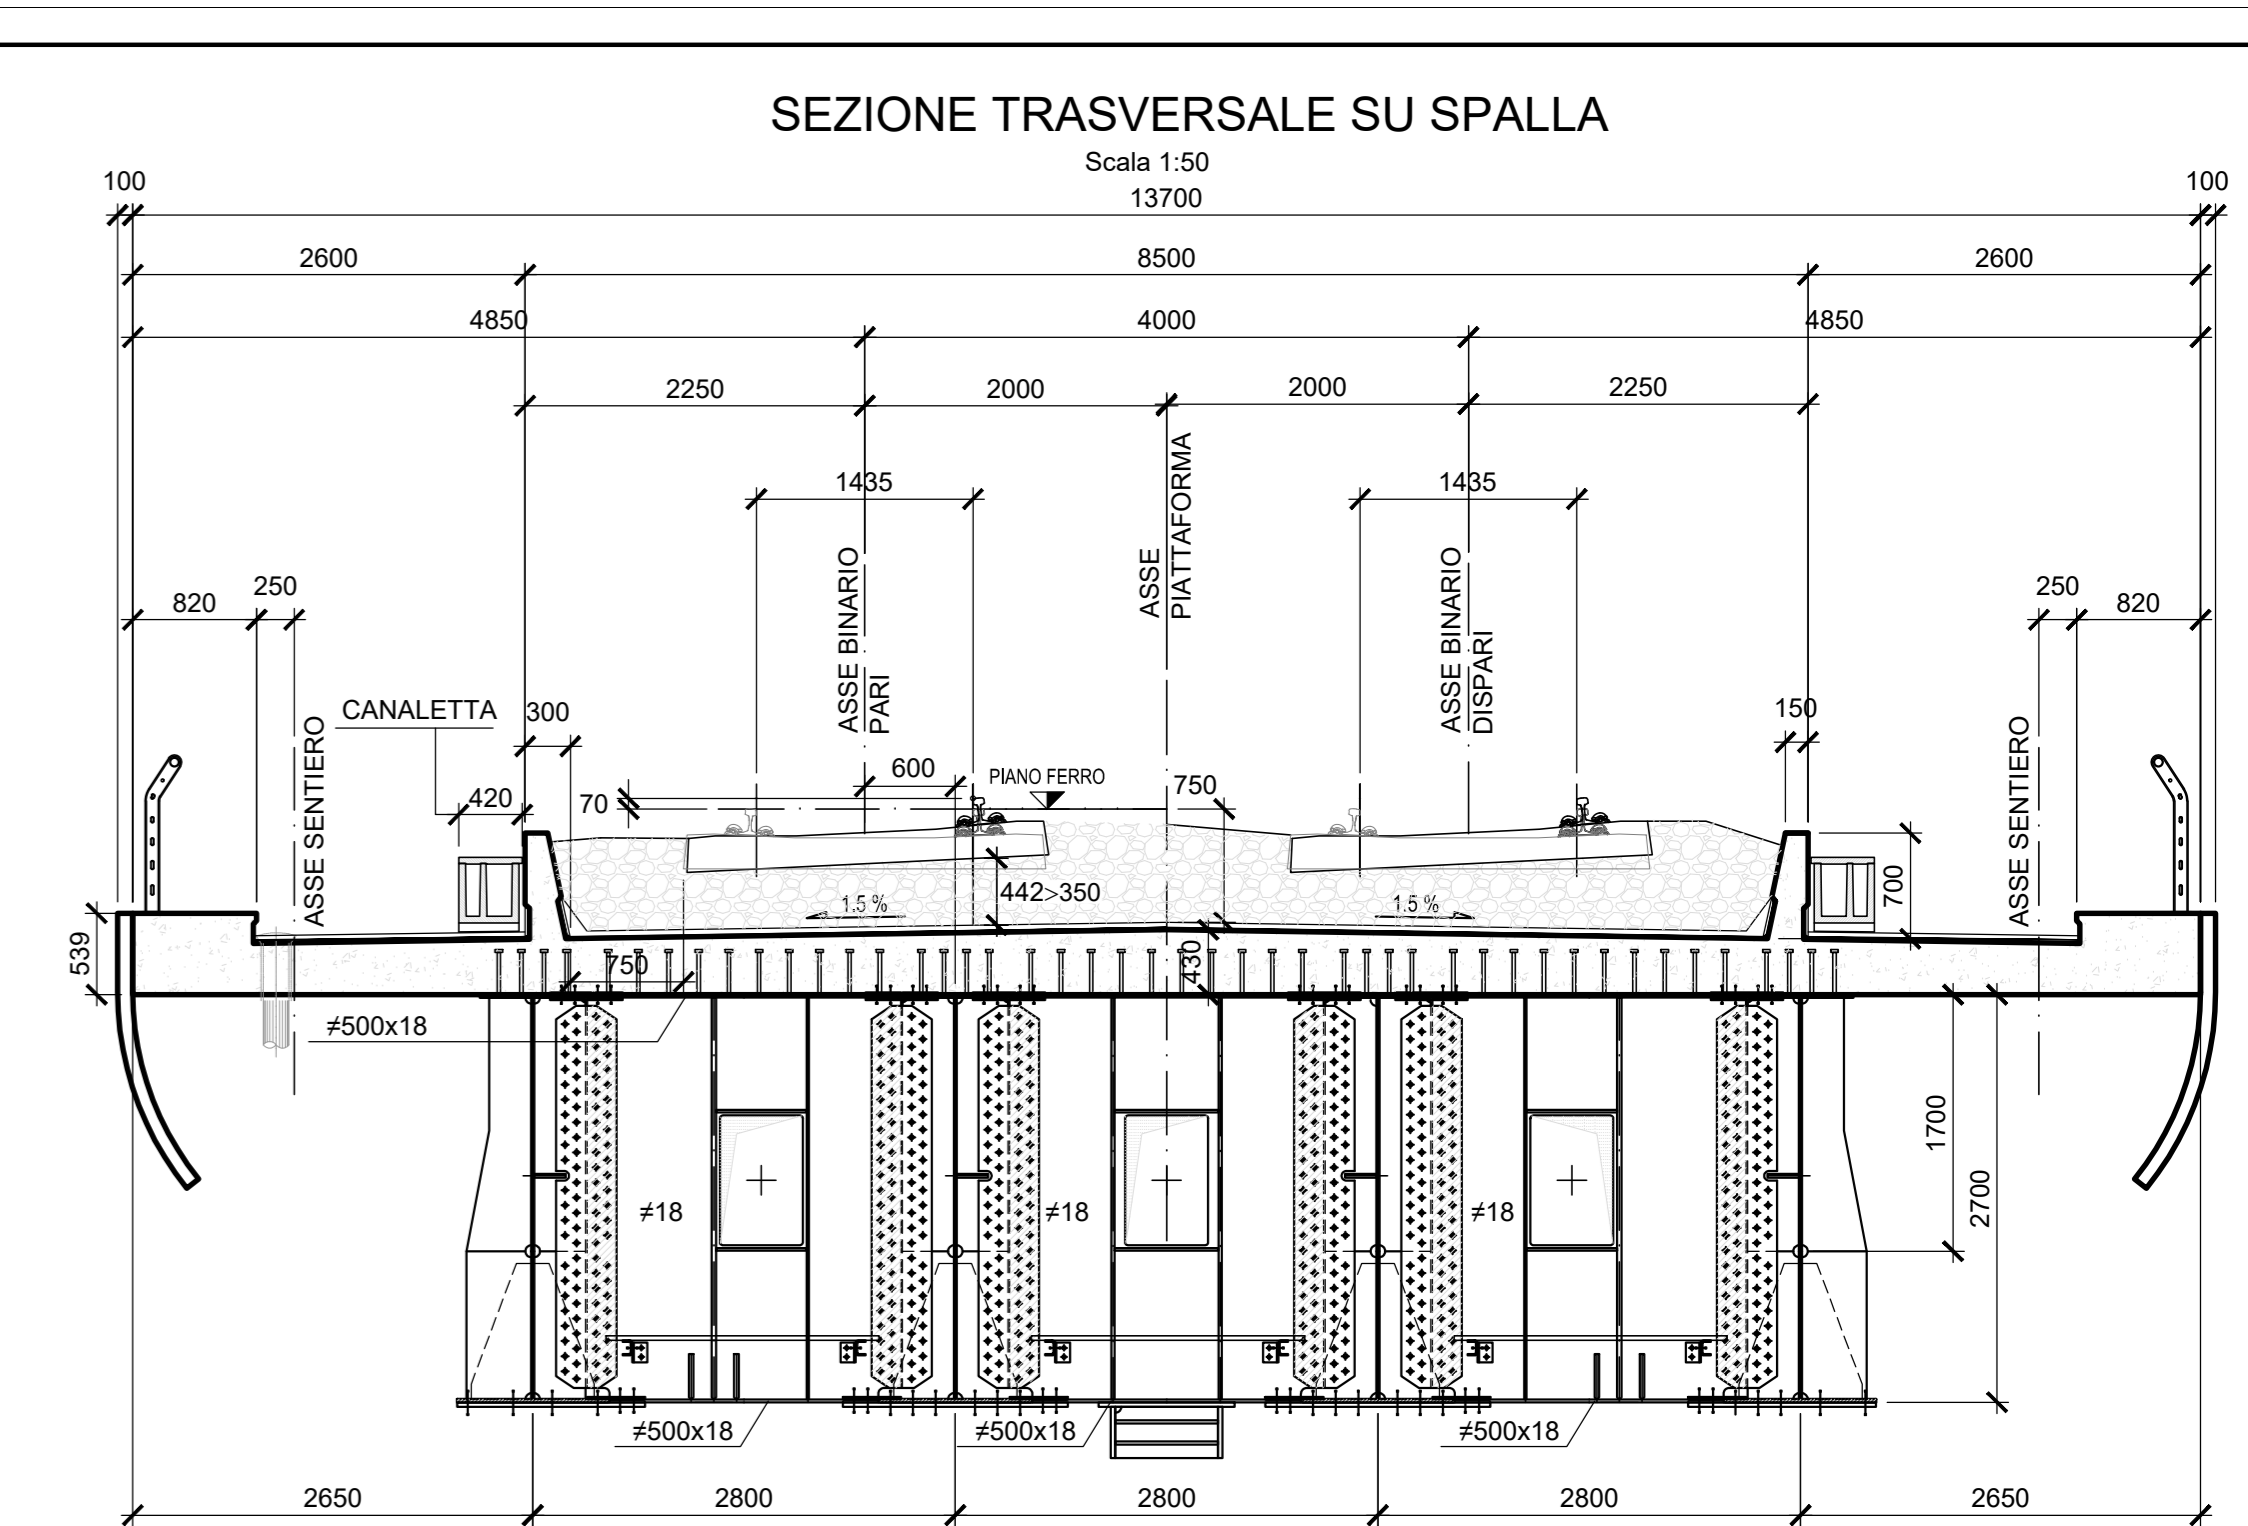 SEZIONE TRASVERSALE SU SPALLA
Scala 1:50
100
13700
100
2600
8500
2600
4850
4000
4850
2250
2000
2000
2250
1435
1435
ASSE BINARIO
PARI
ASSE
PIATTAFORMA
ASSE BINARIO
DISPARI
820
250
250
820
CANALETTA
300
150
ASSE SENTIERO
ASSE SENTIERO
600
PIANO FERRO
750
420
70
442>350
1.5 %
1.5 %
700
539
750
430
≠500x18
1700
2700
≠18
≠18
≠18
≠500x18
≠500x18
≠500x18
2650
2800
2800
2800
2650